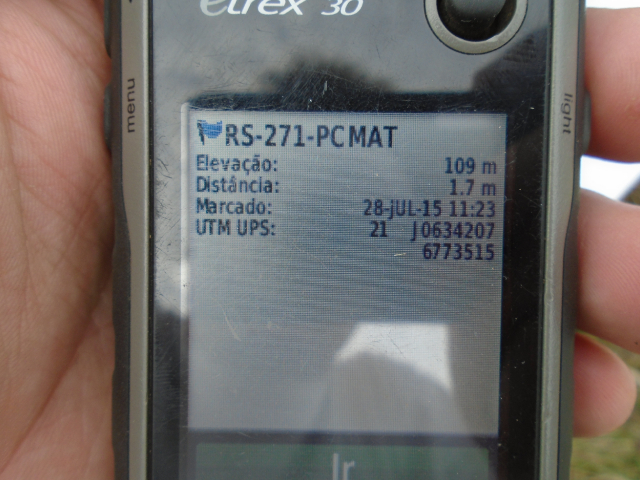 eTrex 30
menu
light
RS-271-PCMAT
Elevação: 109 m
Distância: 1.7 m
Marcado: 28-JUL-15 11:23
UTM UPS: 21 J0634207
6773515
Ir